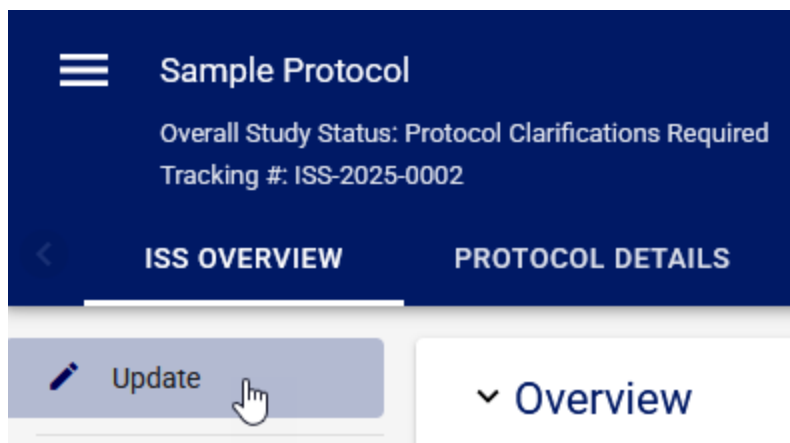 Sample Protocol
Overall Study Status: Protocol Clarifications Required
Tracking #: ISS-2025-0002
ISS OVERVIEW
PROTOCOL DETAILS
Update
Overview